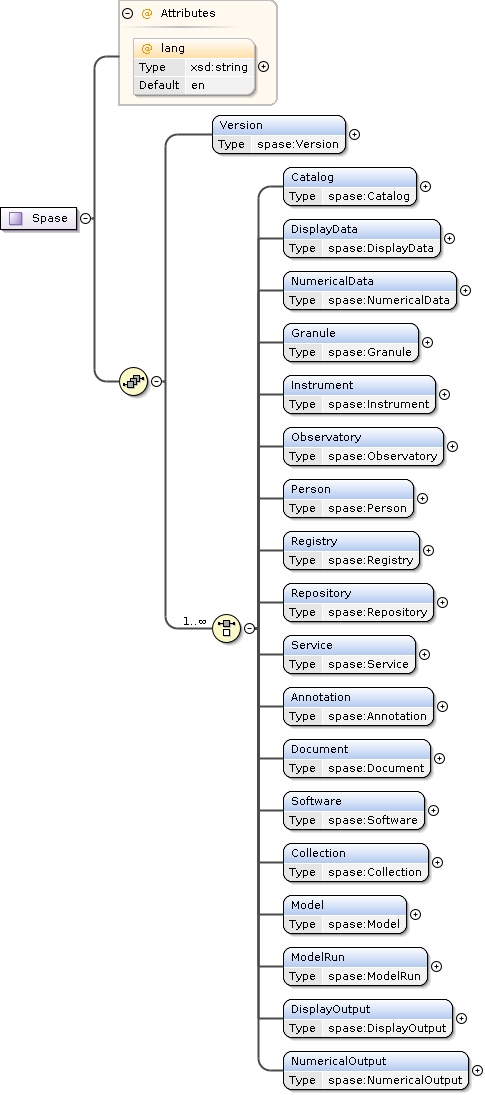 Attributes
@ lang
Type xsd:string
Default en
Version
Type spase:Version
Spase
Catalog
Type spase:Catalog
DisplayData
Type spase:DisplayData
NumericalData
Type spase:NumericalData
Granule
Type spase:Granule
Instrument
Type spase:Instrument
Observatory
Type spase:Observatory
Person
Type spase:Person
Registry
Type spase:Registry
Repository
Type spase:Repository
1..∞
Service
Type spase:Service
Annotation
Type spase:Annotation
Document
Type spase:Document
Software
Type spase:Software
Collection
Type spase:Collection
Model
Type spase:Model
ModelRun
Type spase:ModelRun
DisplayOutput
Type spase:DisplayOutput
NumericalOutput
Type spase:NumericalOutput